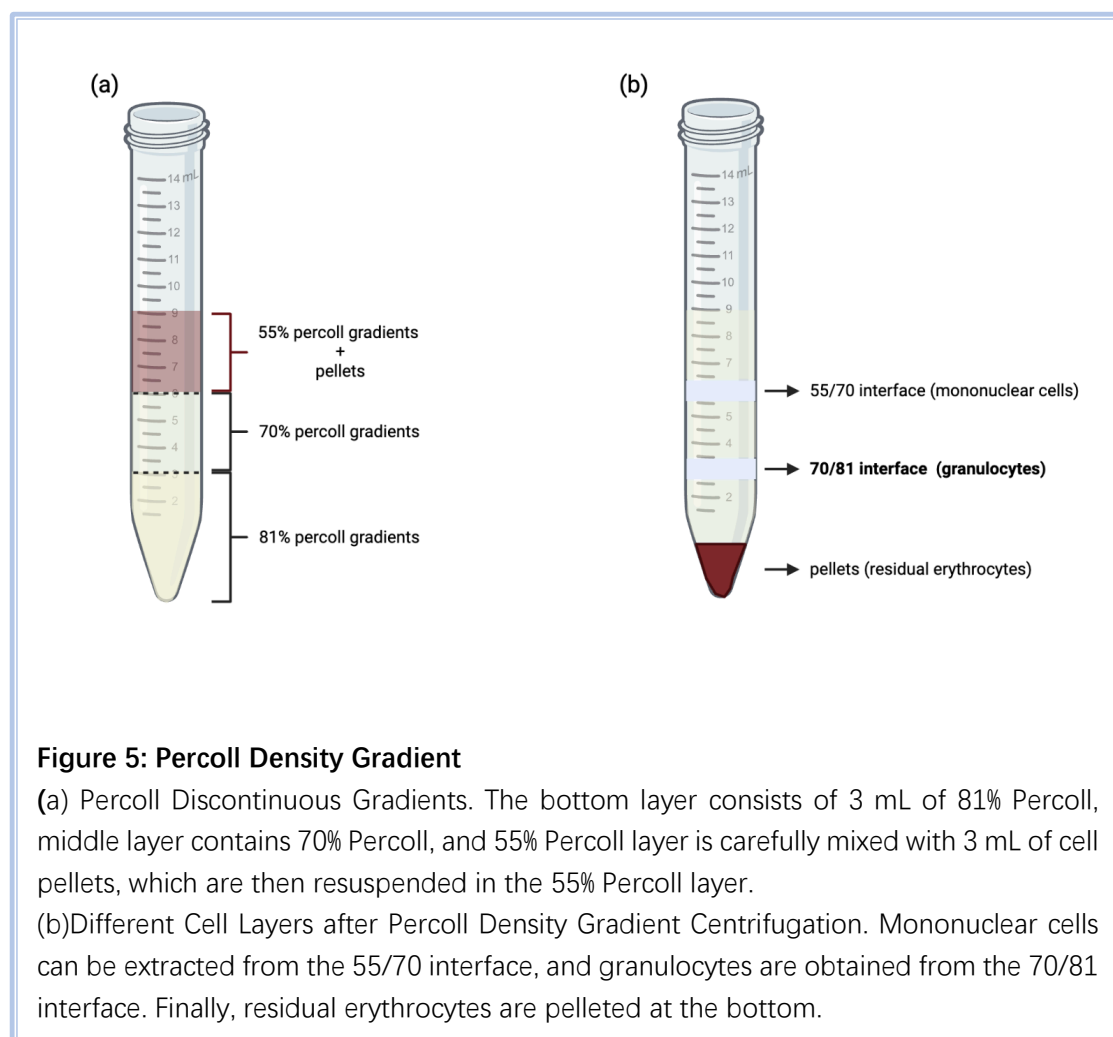 (a)
(b)
14 mL
13
12
11
10
9
8
7
5
4
2
55% percoll gradients
+
pellets
70% percoll gradients
81% percoll gradients
14 mL
13
12
11
10
9
8
7
5
4
2
55/70 interface (mononuclear cells)
70/81 interface (granulocytes)
pellets (residual erythrocytes)
Figure 5: Percoll Density Gradient
(a) Percoll Discontinuous Gradients. The bottom layer consists of 3 mL of 81% Percoll,
middle layer contains 70% Percoll, and 55% Percoll layer is carefully mixed with 3 mL of cell
pellets, which are then resuspended in the 55% Percoll layer.
(b)Different Cell Layers after Percoll Density Gradient Centrifugation. Mononuclear cells
can be extracted from the 55/70 interface, and granulocytes are obtained from the 70/81
interface. Finally, residual erythrocytes are pelleted at the bottom.